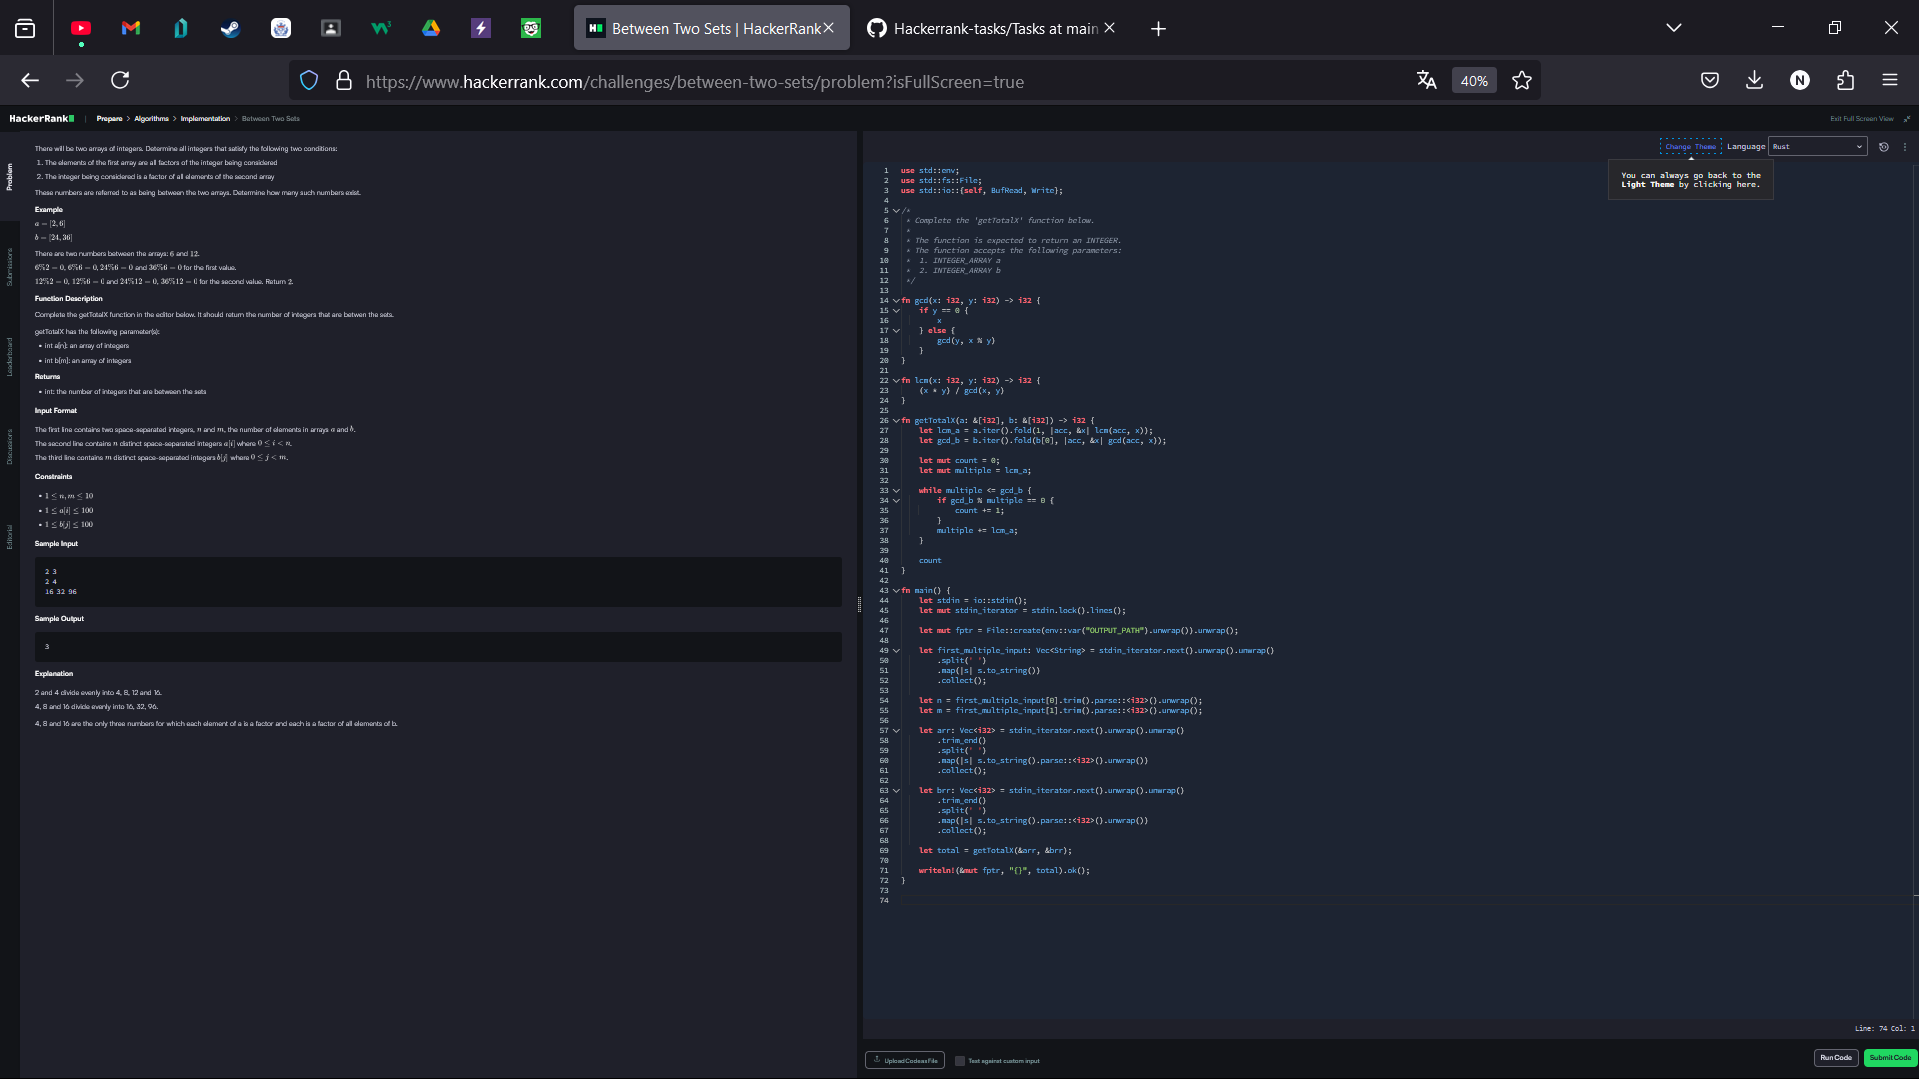 Between Two Sets | HackerRank
Hackerrank-tasks/Tasks at main
https://www.hackerrank.com/challenges/between-two-sets/problem?isFullScreen=true
40%
N
HackerRank
Prepare > Algorithms > Implementation > Between Two Sets
Exit Full Screen View
Problem
Submissions
Leaderboard
Discussions
Editorial
There will be two arrays of integers. Determine all integers that satisfy the following two conditions:
1. The elements of the first array are all factors of the integer being considered
2. The integer being considered is a factor of all elements of the second array
These numbers are referred to as being between the two arrays. Determine how many such numbers exist.
Example
a = [2, 6]
b = [24, 36]
There are two numbers between the arrays: 6 and 12.
6%2 = 0, 6%6 = 0, 24%6 = 0 and 36%6 = 0 for the first value.
12%2 = 0, 12%6 = 0 and 24%12 = 0, 36%12 = 0 for the second value. Return 2.
Function Description
Complete the getTotalX function in the editor below. It should return the number of integers that are betwen the sets.
getTotalX has the following parameter(s):
• int a[n]: an array of integers
• int b[m]: an array of integers
Returns
• int: the number of integers that are between the sets
Input Format
The first line contains two space-separated integers, n and m, the number of elements in arrays a and b.
The second line contains n distinct space-separated integers a[i] where 0 ≤ i < n.
The third line contains m distinct space-separated integers b[j] where 0 ≤ j < m.
Constraints
• 1 ≤ n, m ≤ 10
• 1 ≤ a[i] ≤ 100
• 1 ≤ b[j] ≤ 100
Sample Input
2 3
2 4
16 32 96
Sample Output
3
Explanation
2 and 4 divide evenly into 4, 8, 12 and 16.
4, 8 and 16 divide evenly into 16, 32, 96.
4, 8 and 16 are the only three numbers for which each element of a is a factor and each is a factor of all elements of b.
Change Theme Language Rust
You can always go back to the
Light Theme by clicking here.
1 use std::env;
2 use std::fs::File;
3 use std::io::{self, BufRead, Write};
4
5 /*
6 * Complete the 'getTotalX' function below.
7 *
8 * The function is expected to return an INTEGER.
9 * The function accepts the following parameters:
10 * 1. INTEGER_ARRAY a
11 * 2. INTEGER_ARRAY b
12 */
13
14 fn gcd(x: i32, y: i32) -> i32 {
15 if y == 0 {
16 x
17 } else {
18 gcd(y, x % y)
19 }
20 }
21
22 fn lcm(x: i32, y: i32) -> i32 {
23 (x * y) / gcd(x, y)
24 }
25
26 fn getTotalX(a: &[i32], b: &[i32]) -> i32 {
27 let lcm_a = a.iter().fold(1, |acc, &x| lcm(acc, x));
28 let gcd_b = b.iter().fold(b[0], |acc, &x| gcd(acc, x));
29
30 let mut count = 0;
31 let mut multiple = lcm_a;
32
33 while multiple <= gcd_b {
34 if gcd_b % multiple == 0 {
35 count += 1;
36 }
37 multiple += lcm_a;
38 }
39
40 count
41 }
42
43 fn main() {
44 let stdin = io::stdin();
45 let mut stdin_iterator = stdin.lock().lines();
46
47 let mut fptr = File::create(env::var("OUTPUT_PATH").unwrap()).unwrap();
48
49 let first_multiple_input: Vec<String> = stdin_iterator.next().unwrap().unwrap()
50 .split(' ')
51 .map(|s| s.to_string())
52 .collect();
53
54 let n = first_multiple_input[0].trim().parse::<i32>().unwrap();
55 let m = first_multiple_input[1].trim().parse::<i32>().unwrap();
56
57 let arr: Vec<i32> = stdin_iterator.next().unwrap().unwrap()
58 .trim_end()
59 .split(' ')
60 .map(|s| s.to_string().parse::<i32>().unwrap())
61 .collect();
62
63 let brr: Vec<i32> = stdin_iterator.next().unwrap().unwrap()
64 .trim_end()
65 .split(' ')
66 .map(|s| s.to_string().parse::<i32>().unwrap())
67 .collect();
68
69 let total = getTotalX(&arr, &brr);
70
71 writeln!(&mut fptr, "{}", total).ok();
72 }
73
74
Line: 74 Col: 1
Upload Code as File
Test against custom input
Run Code
Submit Code